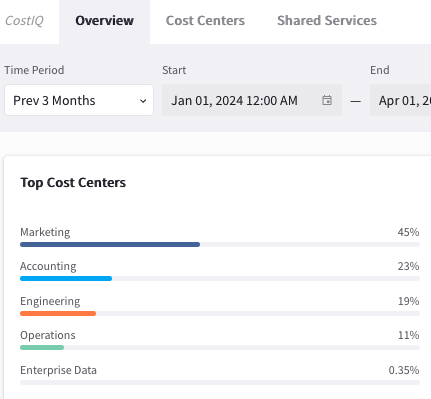 CostIQ Overview Cost Centers Shared Services
Time Period Start End
Prev 3 Months Jan 01, 2024 12:00 AM — Apr 01, 2
Top Cost Centers
Marketing 45%
Accounting 23%
Engineering 19%
Operations 11%
Enterprise Data 0.35%